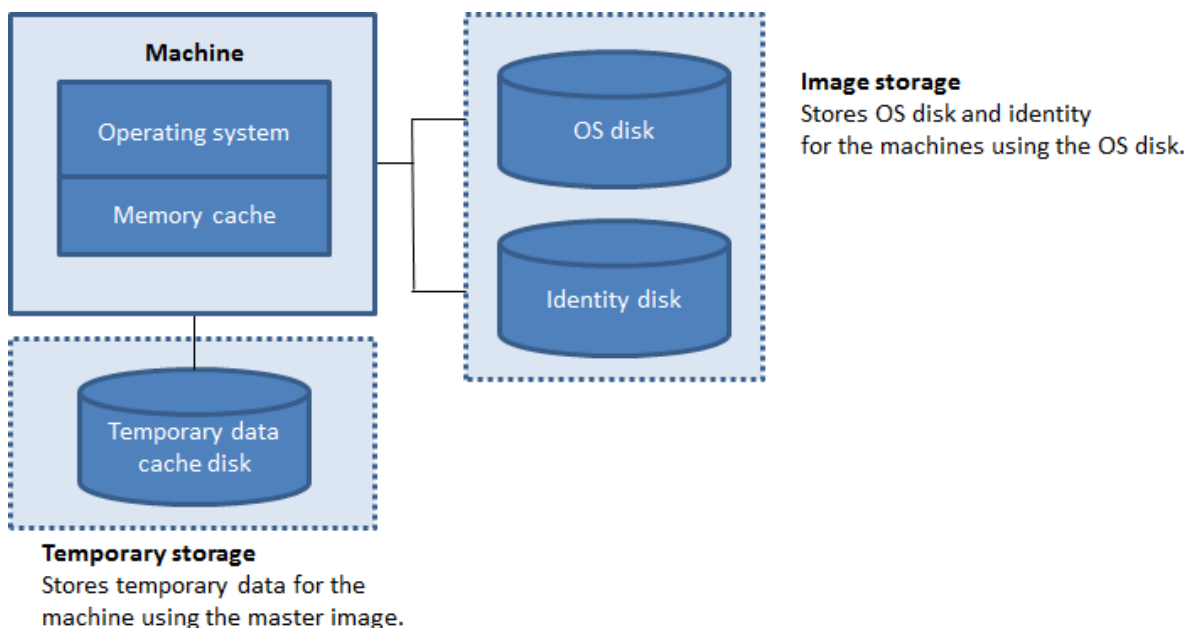 Machine
Operating system
Memory cache
OS disk
Identity disk
Image storage
Stores OS disk and identity
for the machines using the OS disk.
Temporary data
cache disk
Temporary storage
Stores temporary data for the
machine using the master image.